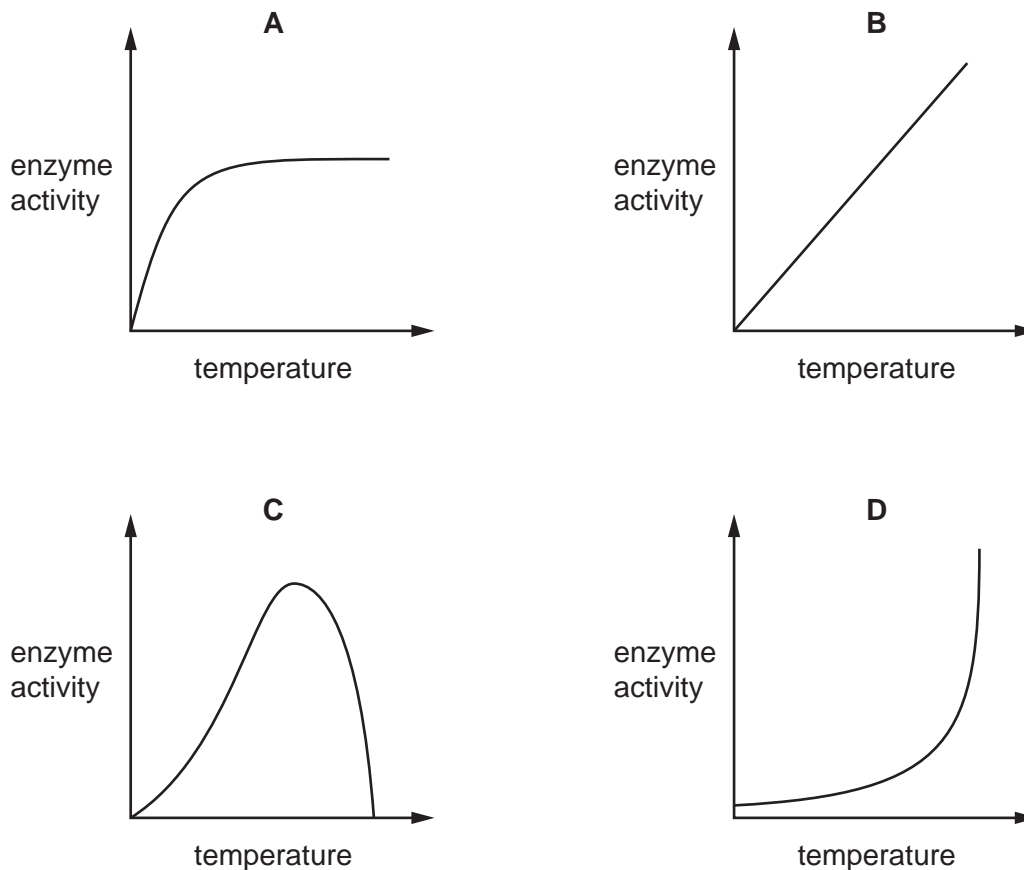 A
enzyme
activity
temperature
B
enzyme
activity
temperature
C
enzyme
activity
temperature
D
enzyme
activity
temperature